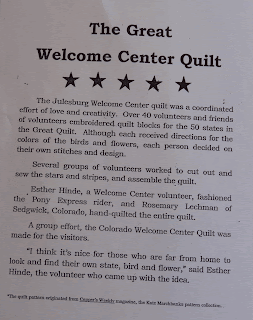 The Great
Welcome Center Quilt
The Julesburg Welcome Center quilt was a coordinated
effort of love and creativity. Over 40 volunteers and friends
of volunteers embroidered quilt blocks for the 50 states in
the Great Quilt. Although each received directions for the
colors of the birds and flowers, each person decided on
their own stitches and design.
Several groups of volunteers worked to cut out and
sew the stars and stripes, and assemble the quilt.
Esther Hinde, a Welcome Center volunteer, fashioned
the Pony Express rider, and Rosemary Lechman of
Sedgwick, Colorado, hand-quilted the entire quilt.
A group effort, the Colorado Welcome Center Quilt was
made for the visitors.
"I think it's nice for those who are far from home to
look and find their own state, bird and flower," said Esther
Hinde, the volunteer who came up with the idea.
*The quilt pattern originated from Capper's Weekly magazine, the Kate Marchbanks pattern collection.